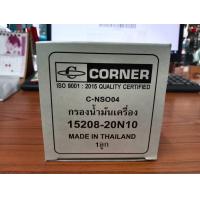 CORNER
ISO 9001 : 2015 QUALITY CERTIFIED
C-NSO04
กรองน้ำมันเครื่อง
15208-20N10
MADE IN THAILAND
1ลูก